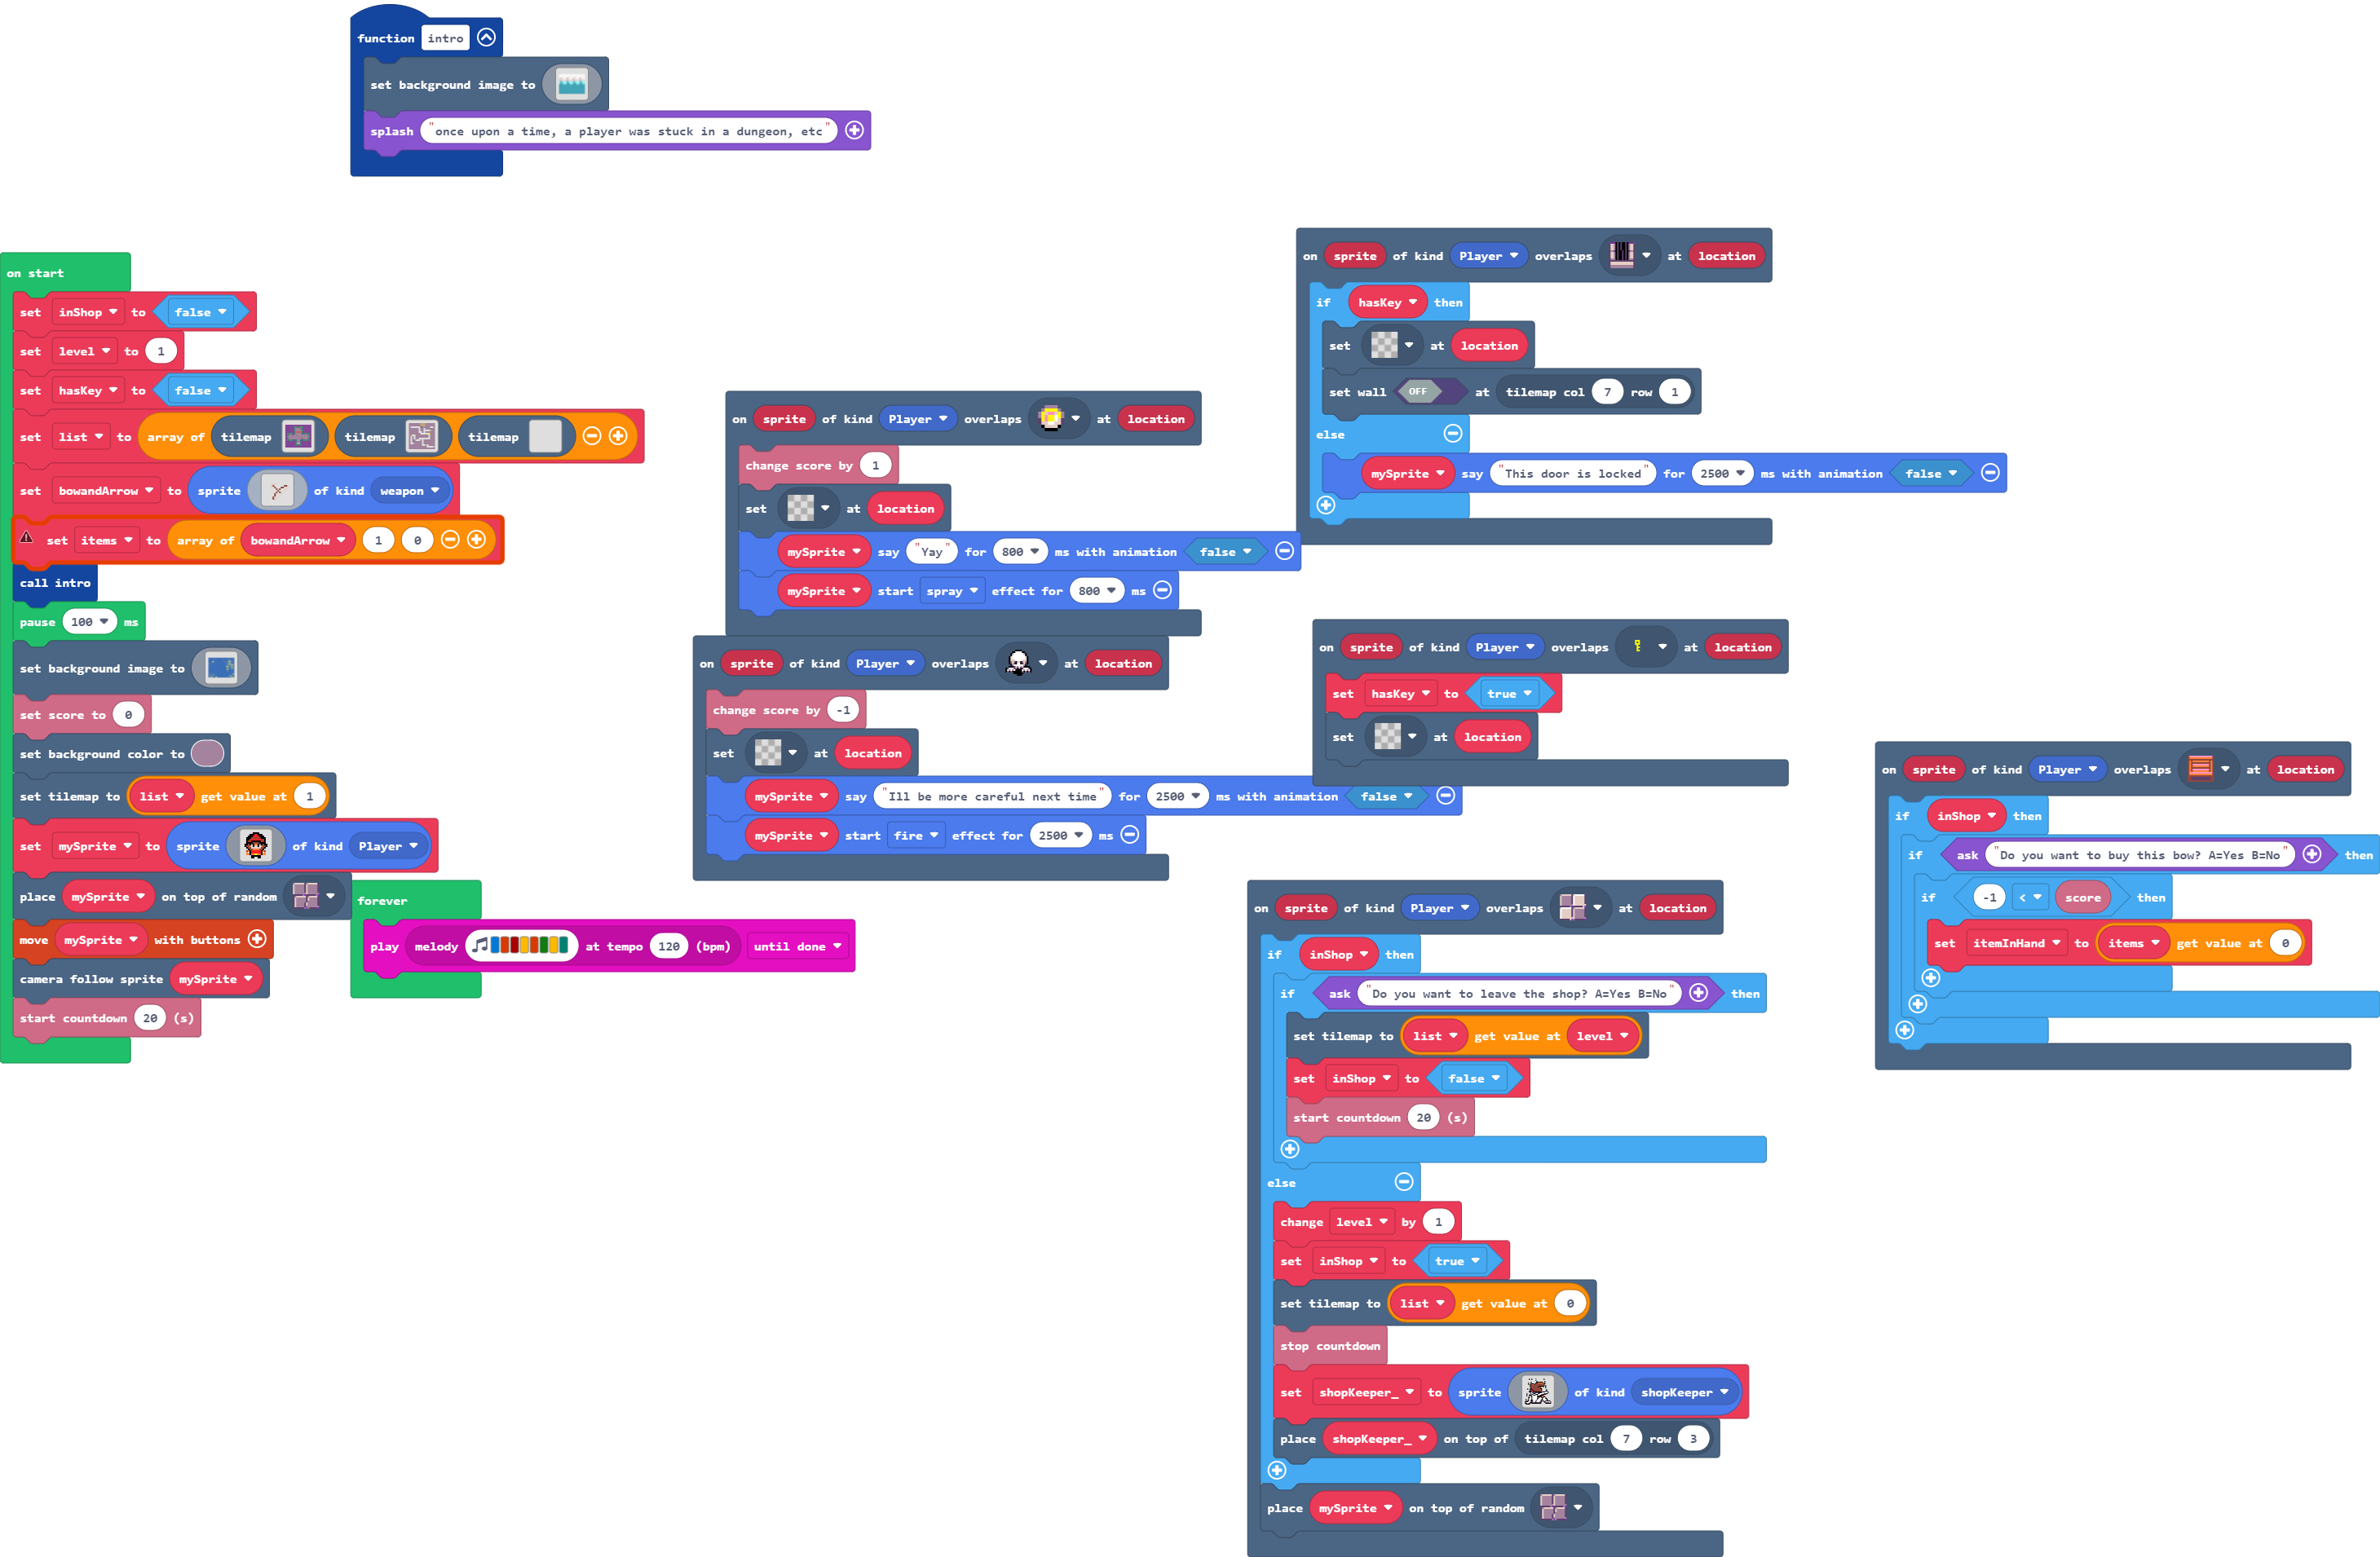 function intro
set background image to
splash "once upon a time, a player was stuck in a dungeon, etc"
on start
set inShop to false
set level to 1
set hasKey to false
set list to array of tilemap tilemap tilemap
set bowandArrow to sprite of kind weapon
set items to array of bowandArrow 1 0
call intro
pause 100 ms
set background image to
set score to 0
set background color to
set tilemap to list get value at 1
set mySprite to sprite of kind Player
place mySprite on top of random
move mySprite with buttons
camera follow sprite mySprite
start countdown 20 (s)
forever
play melody at tempo 120 (bpm) until done
on sprite of kind Player overlaps at location
change score by 1
set at location
mySprite say "Yay" for 800 ms with animation false
mySprite start spray effect for 800 ms
on sprite of kind Player overlaps at location
change score by -1
set at location
mySprite say "Ill be more careful next time" for 2500 ms with animation false
mySprite start fire effect for 2500 ms
on sprite of kind Player overlaps at location
if hasKey then
set at location
set wall OFF at tilemap col 7 row 1
else
mySprite say "This door is locked" for 2500 ms with animation false
on sprite of kind Player overlaps at location
set hasKey to true
set at location
on sprite of kind Player overlaps at location
if inShop then
if ask "Do you want to leave the shop? A=Yes B=No" then
set tilemap to list get value at level
set inShop to false
start countdown 20 (s)
else
change level by 1
set inShop to true
set tilemap to list get value at 0
stop countdown
set shopKeeper_ to sprite of kind shopKeeper
place shopKeeper_ on top of tilemap col 7 row 3
place mySprite on top of random
on sprite of kind Player overlaps at location
if inShop then
if ask "Do you want to buy this bow? A=Yes B=No" then
if -1 < score then
set itemInHand to items get value at 0